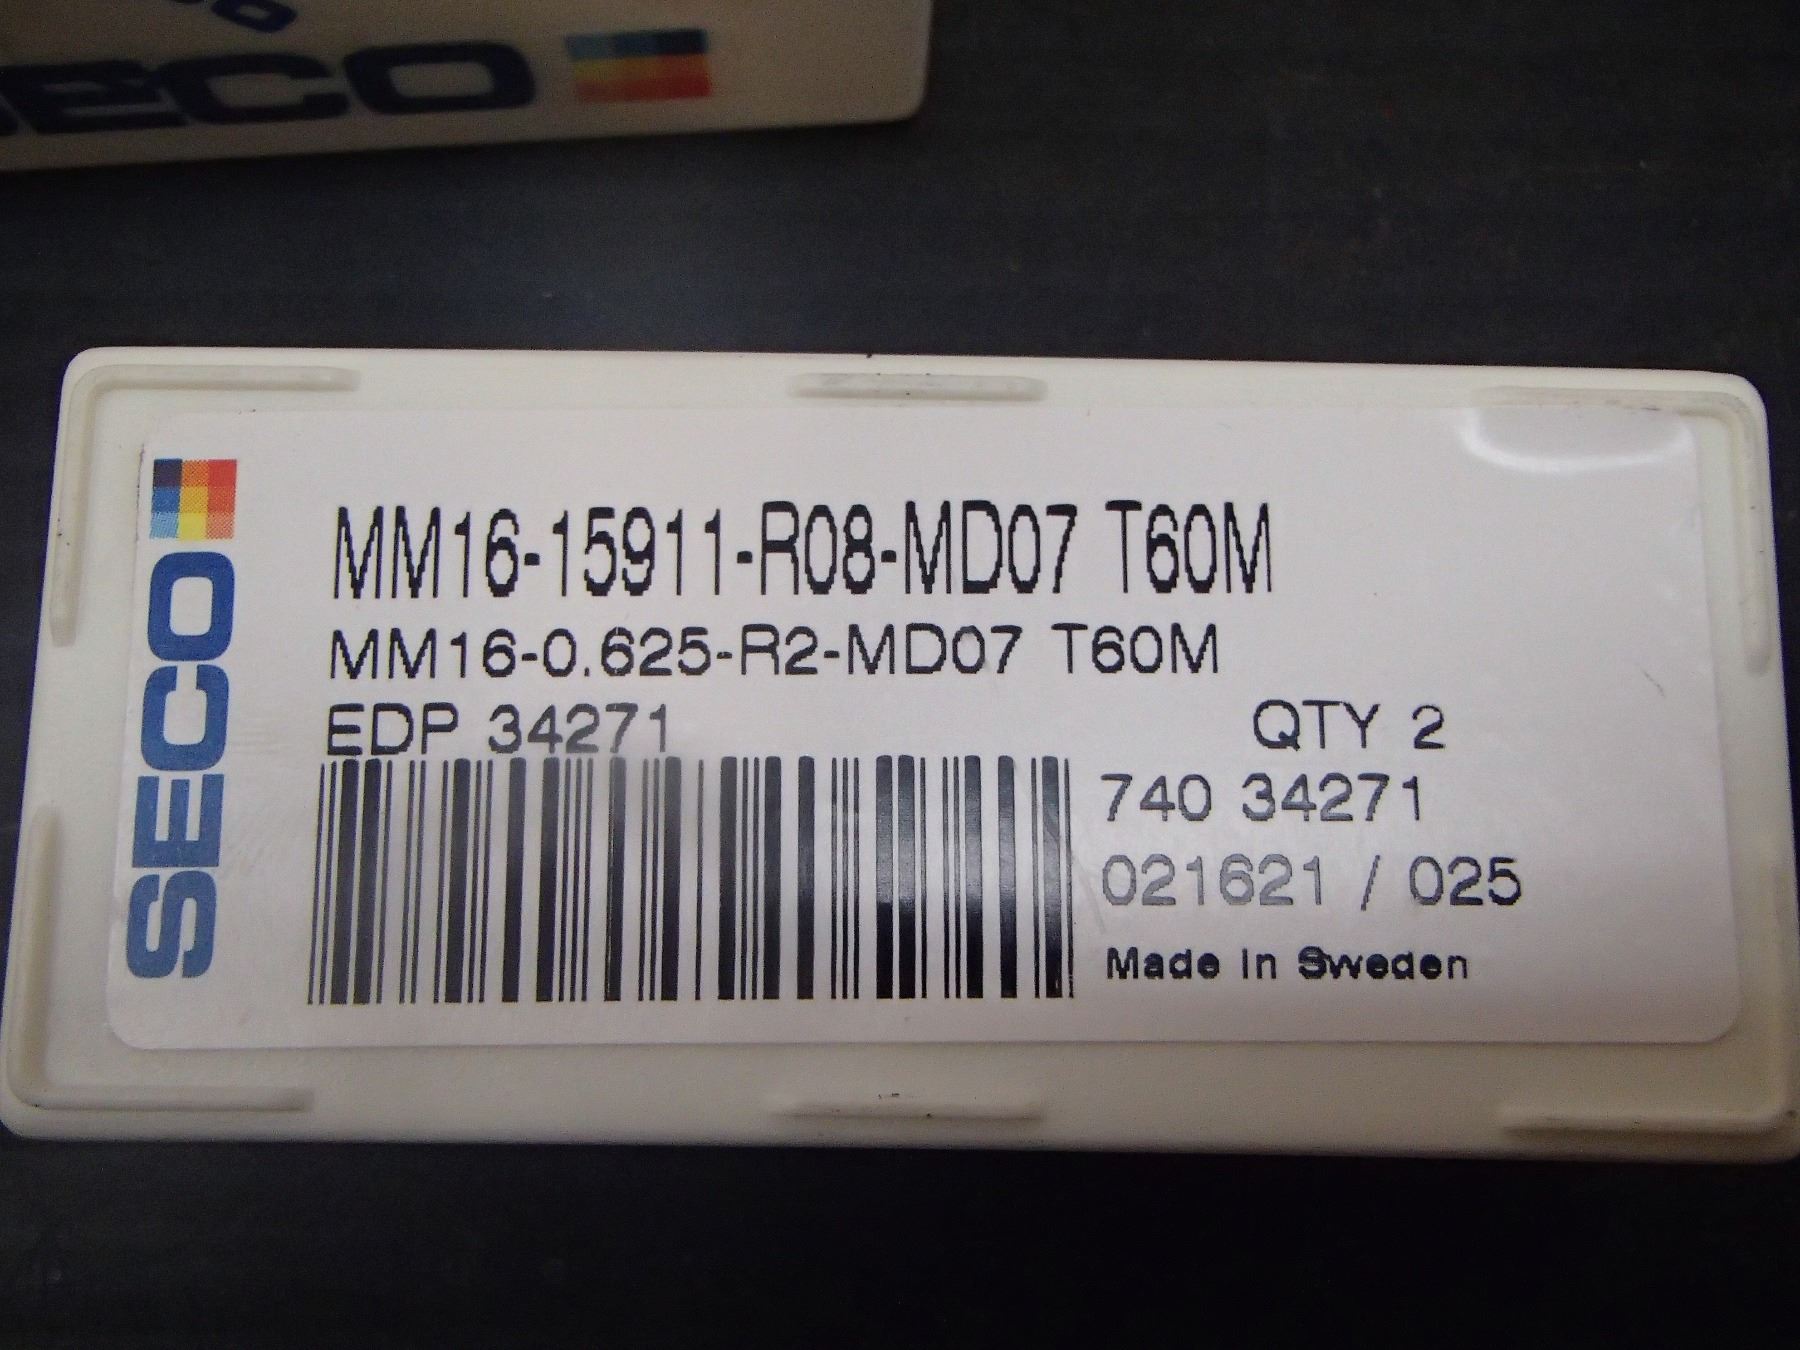 SECO
MM16-15911-R08-MD07 T60M
MM16-0.625-R2-MD07 T60M
EDP 34271
QTY 2
740 34271
021621 / 025
Made in Sweden